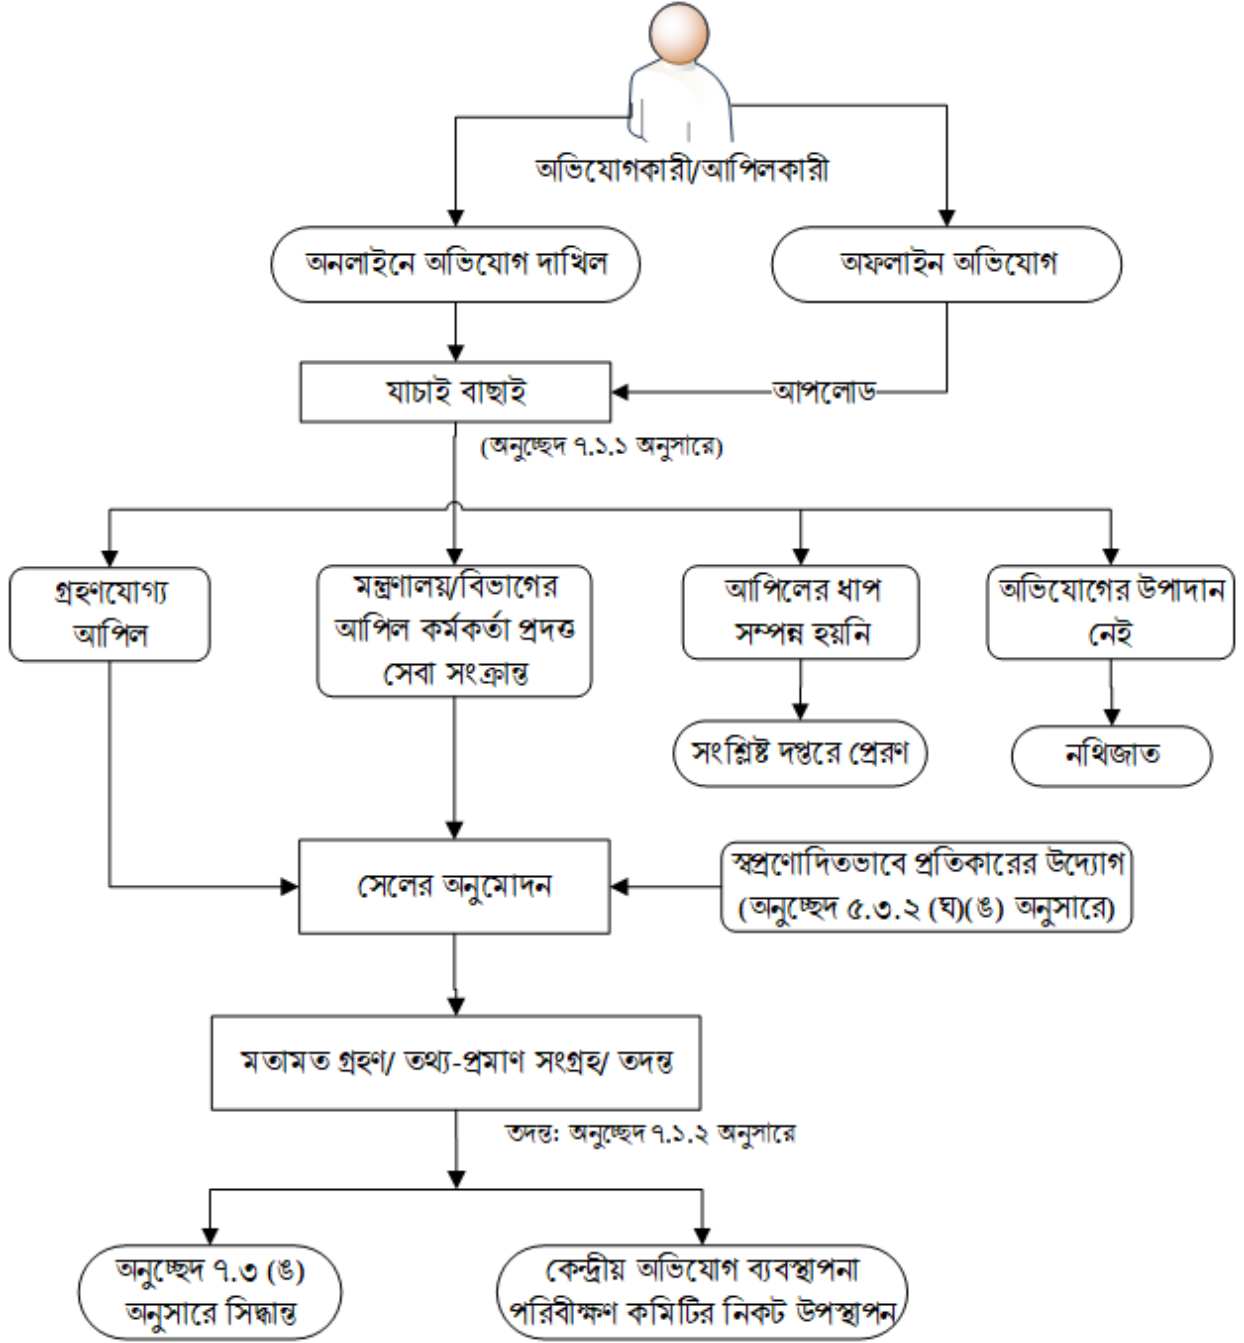 অভিযোগকারী/আপিলকারী
অনলাইনে অভিযোগ দাখিল
অফলাইন অভিযোগ
যাচাই বাছাই
আপলোড
(অনুচ্ছেদ ৭.১.১ অনুসারে)
গ্রহণযোগ্য
আপিল
মন্ত্রণালয়/বিভাগের
আপিল কর্মকর্তা প্রদত্ত
সেবা সংক্রান্ত
আপিলের ধাপ
সম্পন্ন হয়নি
অভিযোগের উপাদান
নেই
সংশ্লিষ্ট দপ্তরে প্রেরণ
নথিজাত
সেলের অনুমোদন
স্বপ্রণোদিতভাবে প্রতিকারের উদ্যোগ
(অনুচ্ছেদ ৫.৩.২ (ঘ)(ঙ) অনুসারে)
মতামত গ্রহণ/ তথ্য-প্রমাণ সংগ্রহ/ তদন্ত
তদন্ত: অনুচ্ছেদ ৭.১.২ অনুসারে
অনুচ্ছেদ ৭.৩ (ঙ)
অনুসারে সিদ্ধান্ত
কেন্দ্রীয় অভিযোগ ব্যবস্থাপনা
পরিবীক্ষণ কমিটির নিকট উপস্থাপন